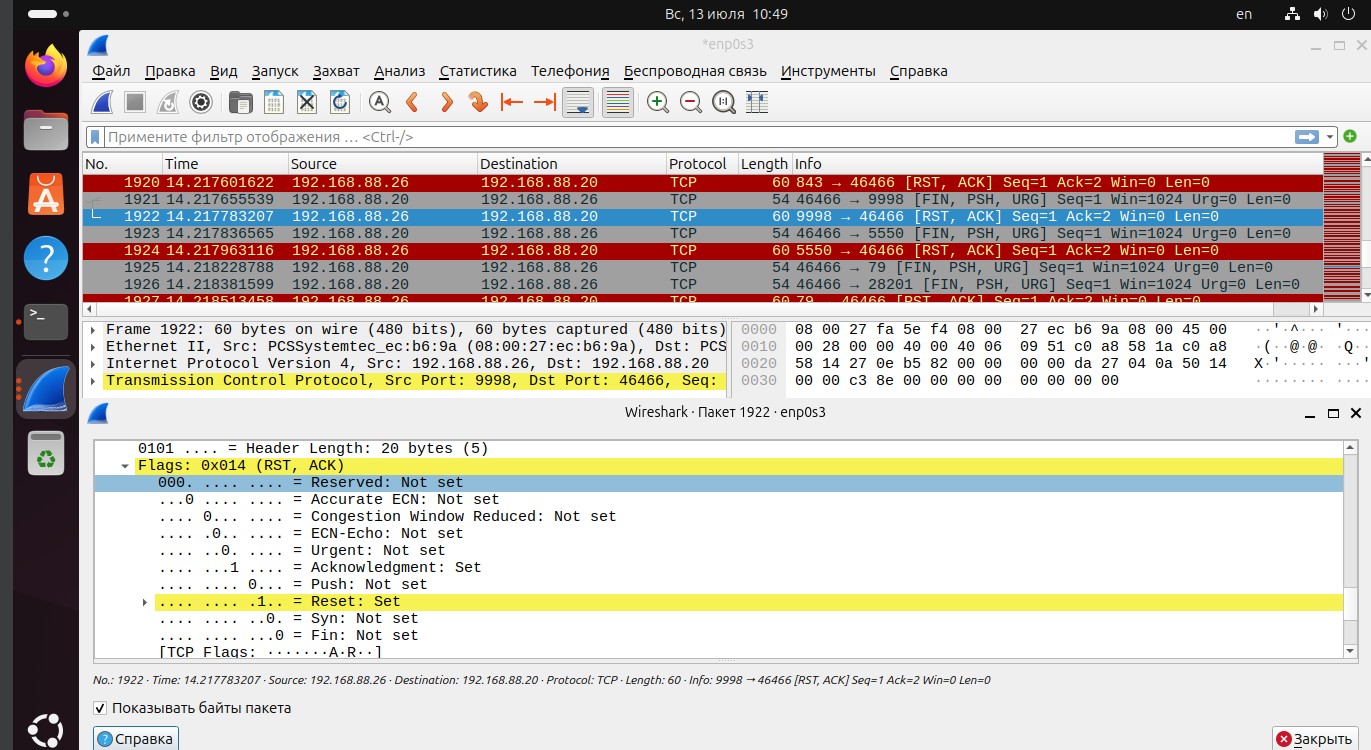 Вс, 13 июля 10:49
en
*enp0s3
Файл Правка Вид Запуск Захват Анализ Статистика Телефония Беспроводная связь Инструменты Справка
Примените фильтр отображения … <Ctrl-/>
No. Time Source Destination Protocol Length Info
1920 14.217601622 192.168.88.26 192.168.88.20 TCP 60 843 → 46466 [RST, ACK] Seq=1 Ack=2 Win=0 Len=0
1921 14.217655539 192.168.88.20 192.168.88.26 TCP 54 46466 → 9998 [FIN, PSH, URG] Seq=1 Win=1024 Urg=0 Len=0
1922 14.217783207 192.168.88.26 192.168.88.20 TCP 60 9998 → 46466 [RST, ACK] Seq=1 Ack=2 Win=0 Len=0
1923 14.217836565 192.168.88.20 192.168.88.26 TCP 54 46466 → 5550 [FIN, PSH, URG] Seq=1 Win=1024 Urg=0 Len=0
1924 14.217963116 192.168.88.26 192.168.88.20 TCP 60 5550 → 46466 [RST, ACK] Seq=1 Ack=2 Win=0 Len=0
1925 14.218228788 192.168.88.20 192.168.88.26 TCP 54 46466 → 79 [FIN, PSH, URG] Seq=1 Win=1024 Urg=0 Len=0
1926 14.218381599 192.168.88.20 192.168.88.26 TCP 54 46466 → 28201 [FIN, PSH, URG] Seq=1 Win=1024 Urg=0 Len=0
1927 14.218513458 192.168.88.26 192.168.88.20 TCP 60 79 → 46466 [RST, ACK] Seq=1 Ack=2 Win=0 Len=0
Frame 1922: 60 bytes on wire (480 bits), 60 bytes captured (480 bits)
Ethernet II, Src: PCSSystemtec_ec:b6:9a (08:00:27:ec:b6:9a), Dst: PCS
Internet Protocol Version 4, Src: 192.168.88.26, Dst: 192.168.88.20
Transmission Control Protocol, Src Port: 9998, Dst Port: 46466, Seq:
0000 08 00 27 fa 5e f4 08 00 27 ec b6 9a 08 00 45 00 ··'·^··· '·····E·
0010 00 28 00 00 40 00 40 06 09 51 c0 a8 58 1a c0 a8 ·(··@·@· ·Q··X···
0020 58 14 27 0e b5 82 00 00 00 00 da 27 04 0a 50 14 X·'····· ···'··P·
0030 00 00 c3 8e 00 00 00 00 00 00 00 00 ········ ····
Wireshark · Пакет 1922 · enp0s3
0101 .... = Header Length: 20 bytes (5)
Flags: 0x014 (RST, ACK)
000. .... .... = Reserved: Not set
...0 .... .... = Accurate ECN: Not set
.... 0... .... = Congestion Window Reduced: Not set
.... .0.. .... = ECN-Echo: Not set
.... ..0. .... = Urgent: Not set
.... ...1 .... = Acknowledgment: Set
.... .... 0... = Push: Not set
.... .... .1.. = Reset: Set
.... .... ..0. = Syn: Not set
.... .... ...0 = Fin: Not set
[TCP Flags: ·······A·R··]
No.: 1922 · Time: 14.217783207 · Source: 192.168.88.26 · Destination: 192.168.88.20 · Protocol: TCP · Length: 60 · Info: 9998 → 46466 [RST, ACK] Seq=1 Ack=2 Win=0 Len=0
Показывать байты пакета
Справка
Закрыть